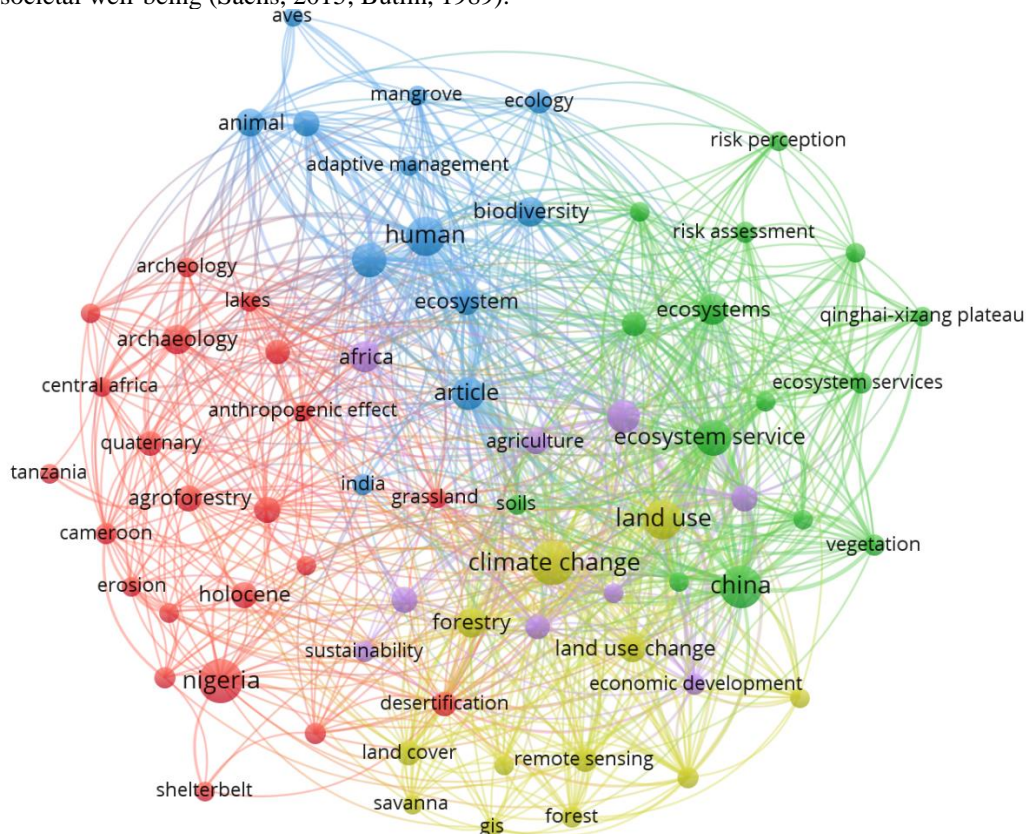 societal well-being (Sachs, 2015; Butlin, 1989).
aves
mangrove
ecology
animal
risk perception
adaptive management
biodiversity
risk assessment
human
archeology
lakes
ecosystem
ecosystems
qinghai-xizang plateau
archaeology
africa
central africa
ecosystem services
article
anthropogenic effect
quaternary
agriculture
ecosystem service
tanzania
india
grassland
agroforestry
soils
land use
cameroon
vegetation
climate change
erosion
holocene
china
forestry
sustainability
land use change
nigeria
economic development
desertification
land cover
remote sensing
shelterbelt
savanna
gis
forest